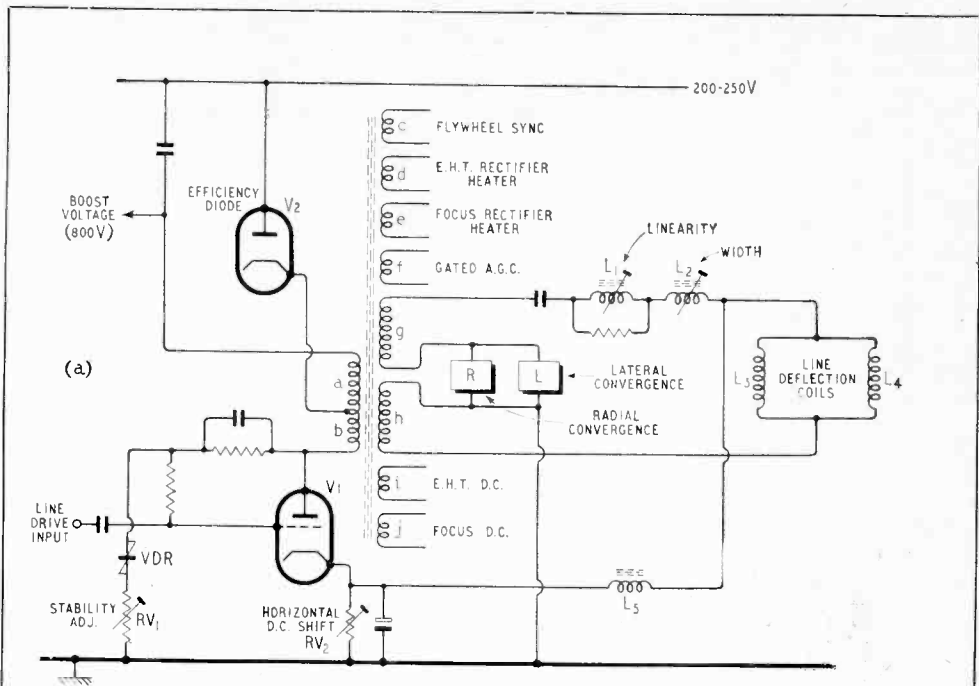 200-250V
c FLYWHEEL SYNC
d E.H.T. RECTIFIER
HEATER
EFFICIENCY
DIODE
V2
BOOST
VOLTAGE
(800V)
e FOCUS RECTIFIER
HEATER
LINEARITY
f GATED A.G.C.
L1
L2
WIDTH
g
(a)
a
R
L
LATERAL
CONVERGENCE
L3
LINE
DEFLECTION
COILS
L4
b
h
RADIAL
CONVERGENCE
V1
i E.H.T. D.C.
LINE
DRIVE
INPUT
j FOCUS D.C.
VDR
STABILITY
ADJ.
RV1
HORIZONTAL
D.C. SHIFT
RV2
L5